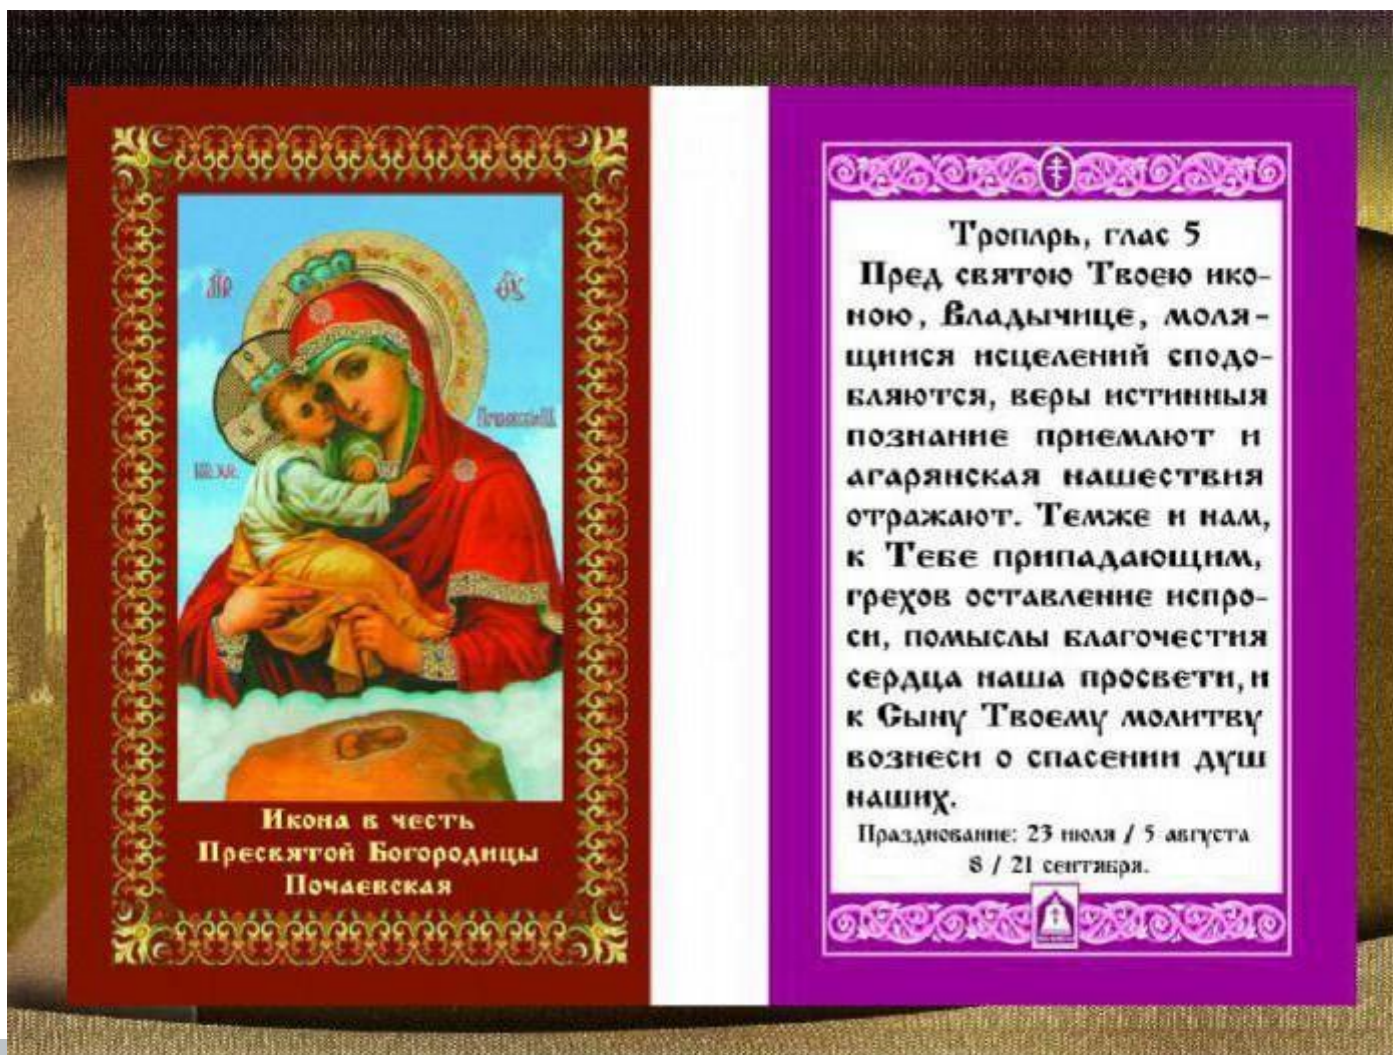 М҃Р
Ѳ҃Ѵ
ІС ХС
Икона в честь
Пресвятой Богородицы
Почаевская
Тропарь, глас 5
Пред святою Твоею ико-
ною, Владычице, моля-
щиися исцелений сподо-
бляются, веры истинныя
познание приемлют и
агарянская нашествия
отражают. Темже и нам,
к Тебе припадающим,
грехов оставление испро-
си, помыслы благочестия
сердца наша просвети, и
к Сыну Твоему молитву
вознеси о спасении душ
наших.
Празднование: 23 июля / 5 августа
8 / 21 сентября.